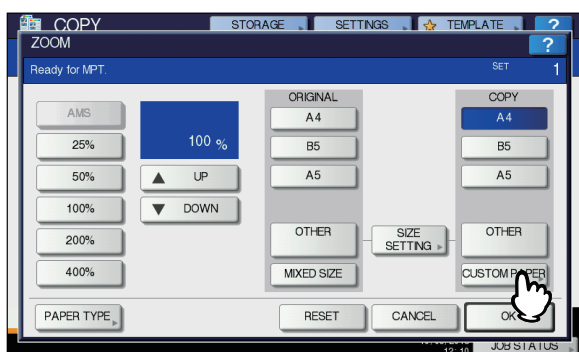 COPY STORAGE SETTINGS TEMPLATE ?
ZOOM ?
Ready for MPT. SET 1
ORIGINAL COPY
AMS A4 A4
25% 100 % B5 B5
50% UP A5 A5
100% DOWN
200% OTHER SIZE SETTING OTHER
400% MIXED SIZE CUSTOM PAPER
PAPER TYPE RESET CANCEL OK
12:10 JOB STATUS